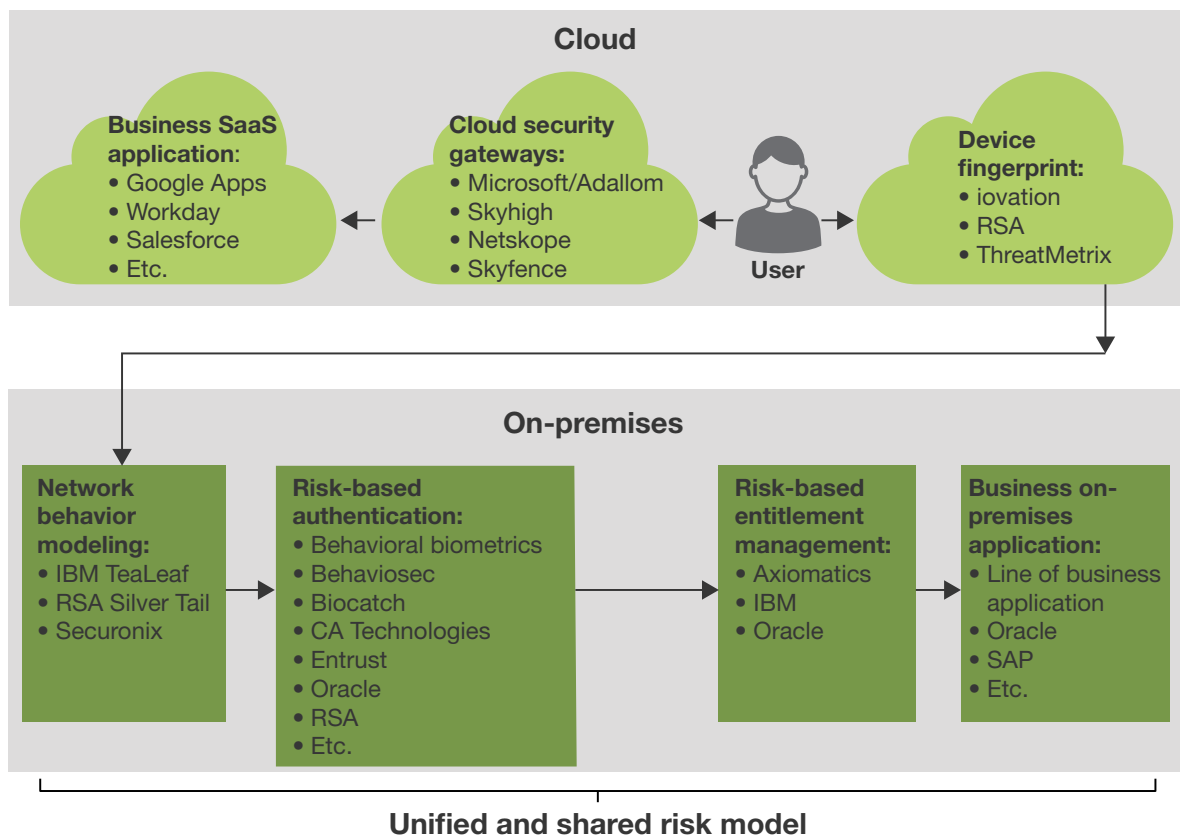 Cloud
Business SaaS
application:
• Google Apps
• Workday
• Salesforce
• Etc.
Cloud security
gateways:
• Microsoft/Adallom
• Skyhigh
• Netskope
• Skyfence
User
Device
fingerprint:
• iovation
• RSA
• ThreatMetrix
On-premises
Network
behavior
modeling:
• IBM TeaLeaf
• RSA Silver Tail
• Securonix
Risk-based
authentication:
• Behavioral biometrics
• Behaviosec
• Biocatch
• CA Technologies
• Entrust
• Oracle
• RSA
• Etc.
Risk-based
entitlement
management:
• Axiomatics
• IBM
• Oracle
Business on-
premises
application:
• Line of business
application
• Oracle
• SAP
• Etc.
Unified and shared risk model